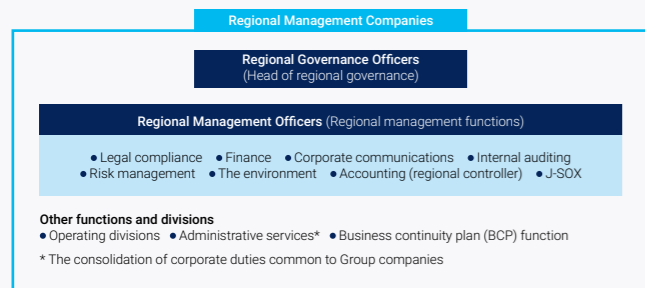 Regional Management Companies
Regional Governance Officers
(Head of regional governance)
Regional Management Officers (Regional management functions)
● Legal compliance ● Finance ● Corporate communications ● Internal auditing
● Risk management ● The environment ● Accounting (regional controller) ● J-SOX
Other functions and divisions
● Operating divisions ● Administrative services* ● Business continuity plan (BCP) function
* The consolidation of corporate duties common to Group companies